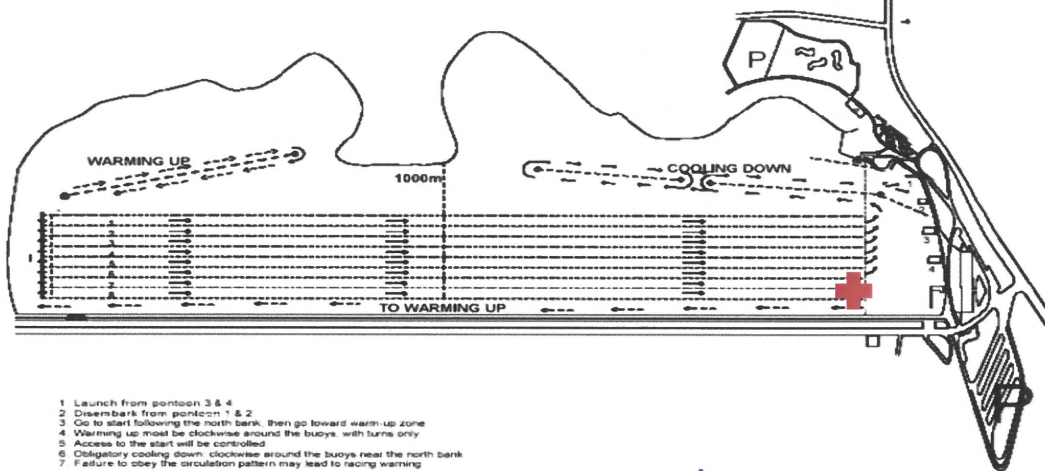 P
WARMING UP
COOLING DOWN
1000m
1
2
3
4
3
4
TO WARMING UP
1 Launch from pontoon 3 & 4
2 Disembark from pontoon 1 & 2
3 Go to start following the north bank, then go toward warm-up zone
4 Warming up must be clockwise around the buoys, with turns only
5 Access to the start will be controlled
6 Obligatory cooling down: clockwise around the buoys near the north bank
7 Failure to obey the circulation pattern may lead to racing warning